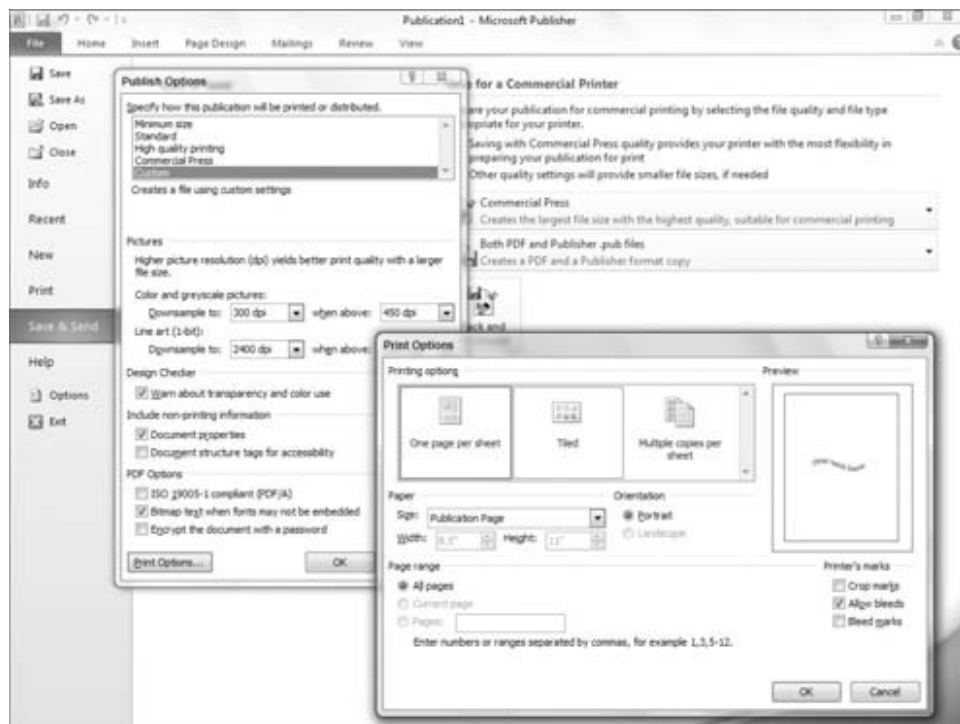 Publication1 - Microsoft Publisher
File Home Insert Page Design Mailings Review View
Save
Save As
Open
Close
Info
Recent
New
Print
Save & Send
Help
Options
Exit
for a Commercial Printer
are your publication for commercial printing by selecting the file quality and file type
opriate for your printer.
Saving with Commercial Press quality provides your printer with the most flexibility in
preparing your publication for print
Other quality settings will provide smaller file sizes, if needed
Commercial Press
Creates the largest file size with the highest quality, suitable for commercial printing
Both PDF and Publisher .pub files
Creates a PDF and a Publisher format copy
ack and
Publish Options
Specify how this publication will be printed or distributed.
Minimum size
Standard
High quality printing
Commercial Press
Custom
Creates a file using custom settings
Pictures
Higher picture resolution (dpi) yields better print quality with a larger
file size.
Color and greyscale pictures:
Downsample to: 300 dpi when above: 450 dpi
Line art (1-bit):
Downsample to: 2400 dpi when above:
Design Checker
Warn about transparency and color use
Include non-printing information
Document properties
Document structure tags for accessibility
PDF Options
ISO 19005-1 compliant (PDF/A)
Bitmap text when fonts may not be embedded
Encrypt the document with a password
Print Options... OK
Print Options
Printing options
One page per sheet
Tiled
Multiple copies per
sheet
Preview
Paper
Size: Publication Page
Width: 8.5" Height: 11"
Orientation
Portrait
Landscape
Page range
All pages
Current page
Pages:
Enter numbers or ranges separated by commas, for example 1,3,5-12.
Printer's marks
Crop marks
Allow bleeds
Bleed marks
OK Cancel